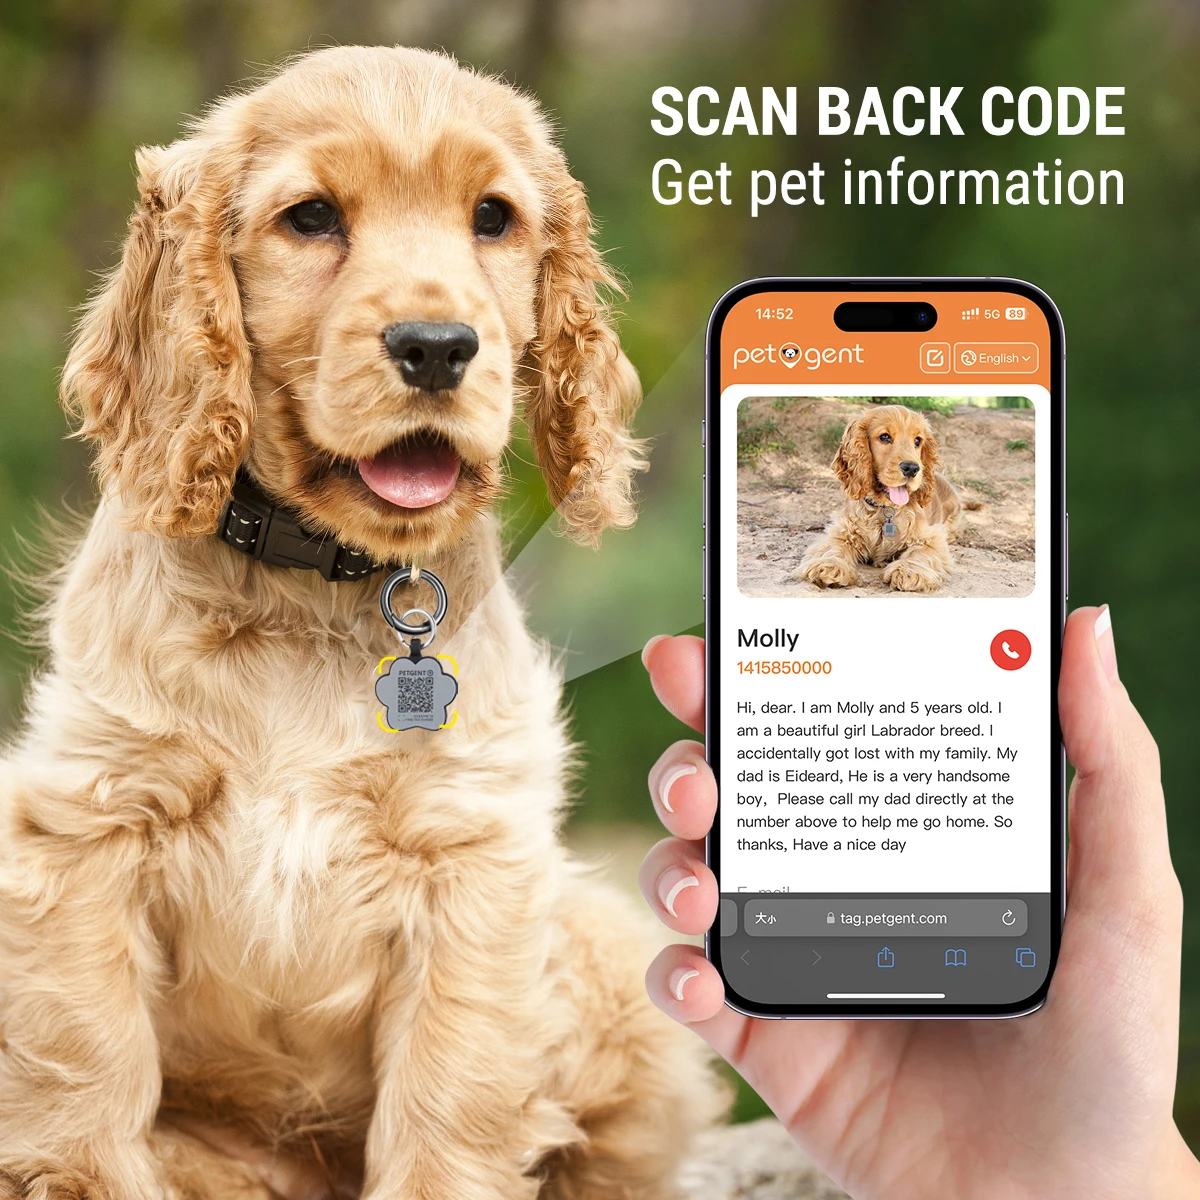 SCAN BACK CODE
Get pet information
14:52
5G 89
petgent
English
Molly
1415850000
Hi, dear. I am Molly and 5 years old. I
am a beautiful girl Labrador breed. I
accidentally got lost with my family. My
dad is Eideard, He is a very handsome
boy, Please call my dad directly at the
number above to help me go home. So
thanks, Have a nice day
E-mail
大小 tag.petgent.com
PETGENT